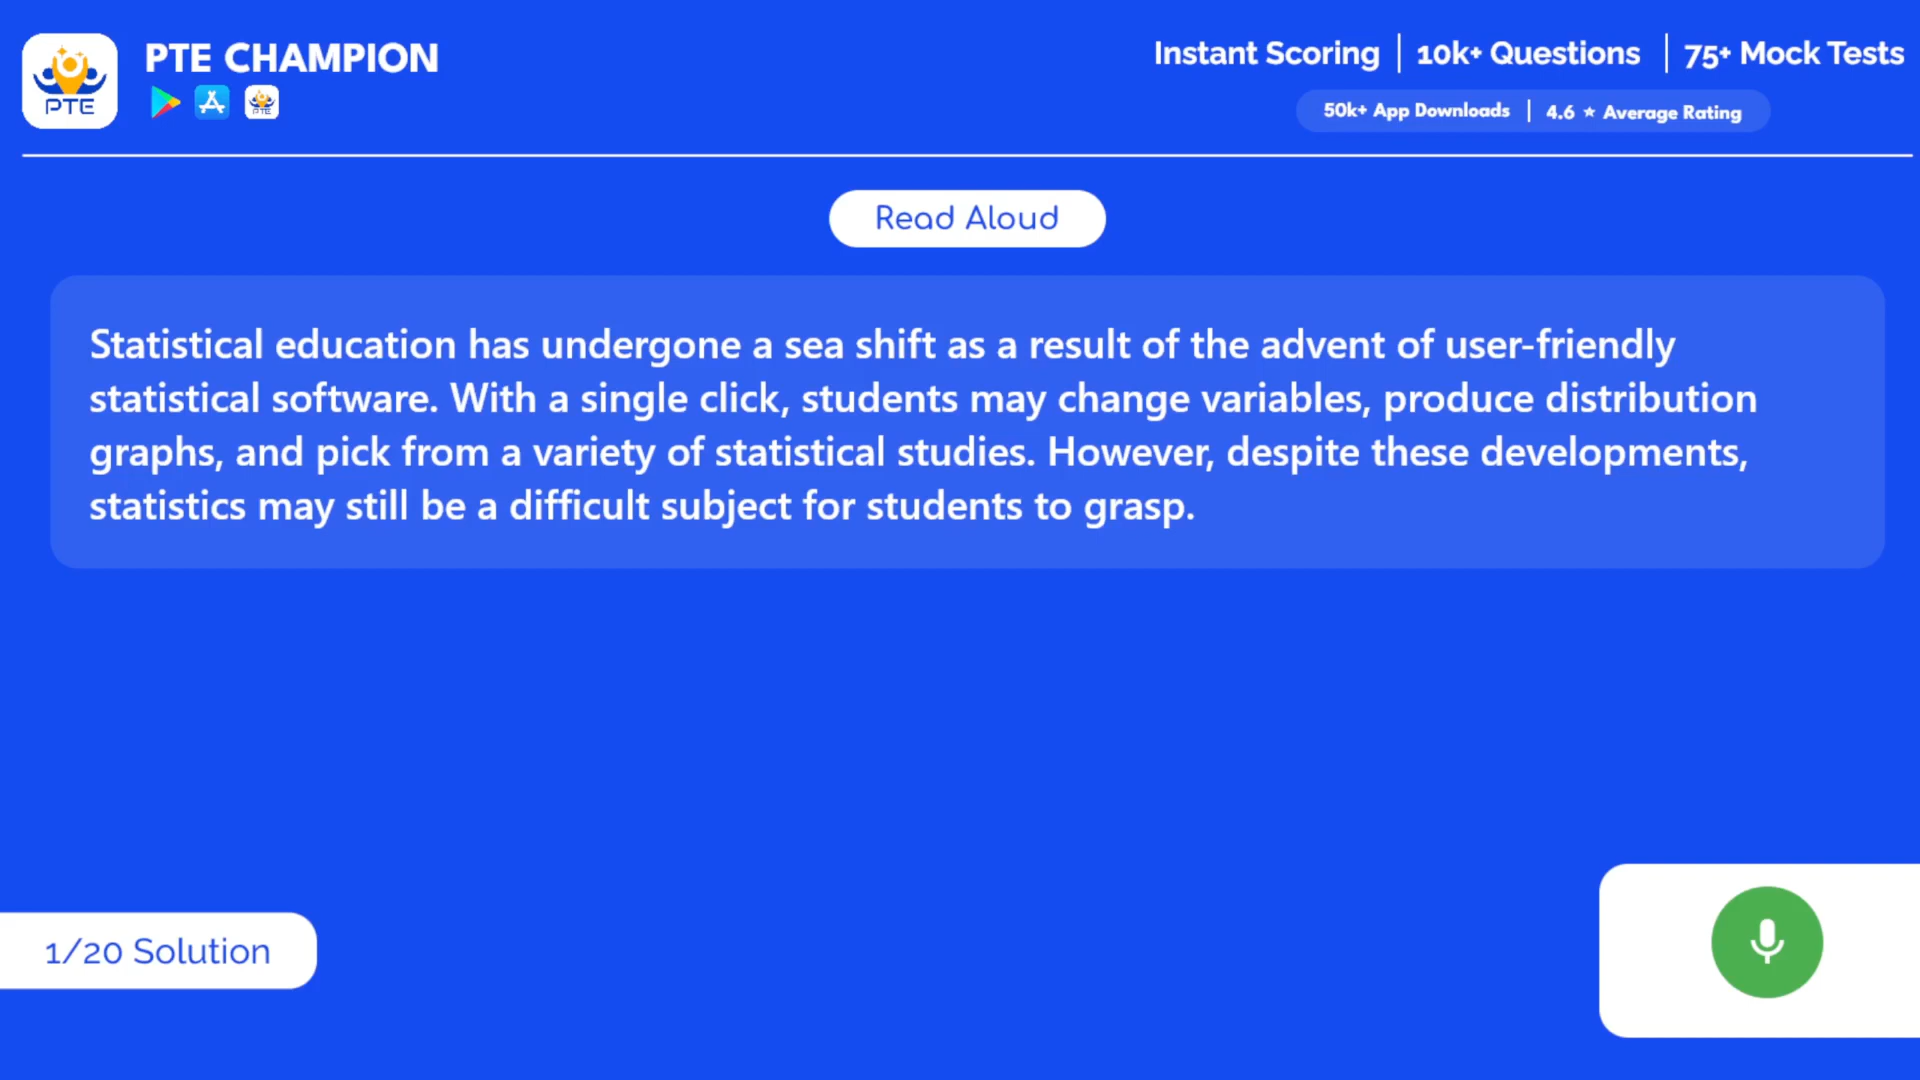 PTE CHAMPION
PTE
PTE
Instant Scoring | 10k+ Questions | 75+ Mock Tests
50k+ App Downloads | 4.6 ★ Average Rating
Read Aloud
Statistical education has undergone a sea shift as a result of the advent of user-friendly
statistical software. With a single click, students may change variables, produce distribution
graphs, and pick from a variety of statistical studies. However, despite these developments,
statistics may still be a difficult subject for students to grasp.
1/20 Solution